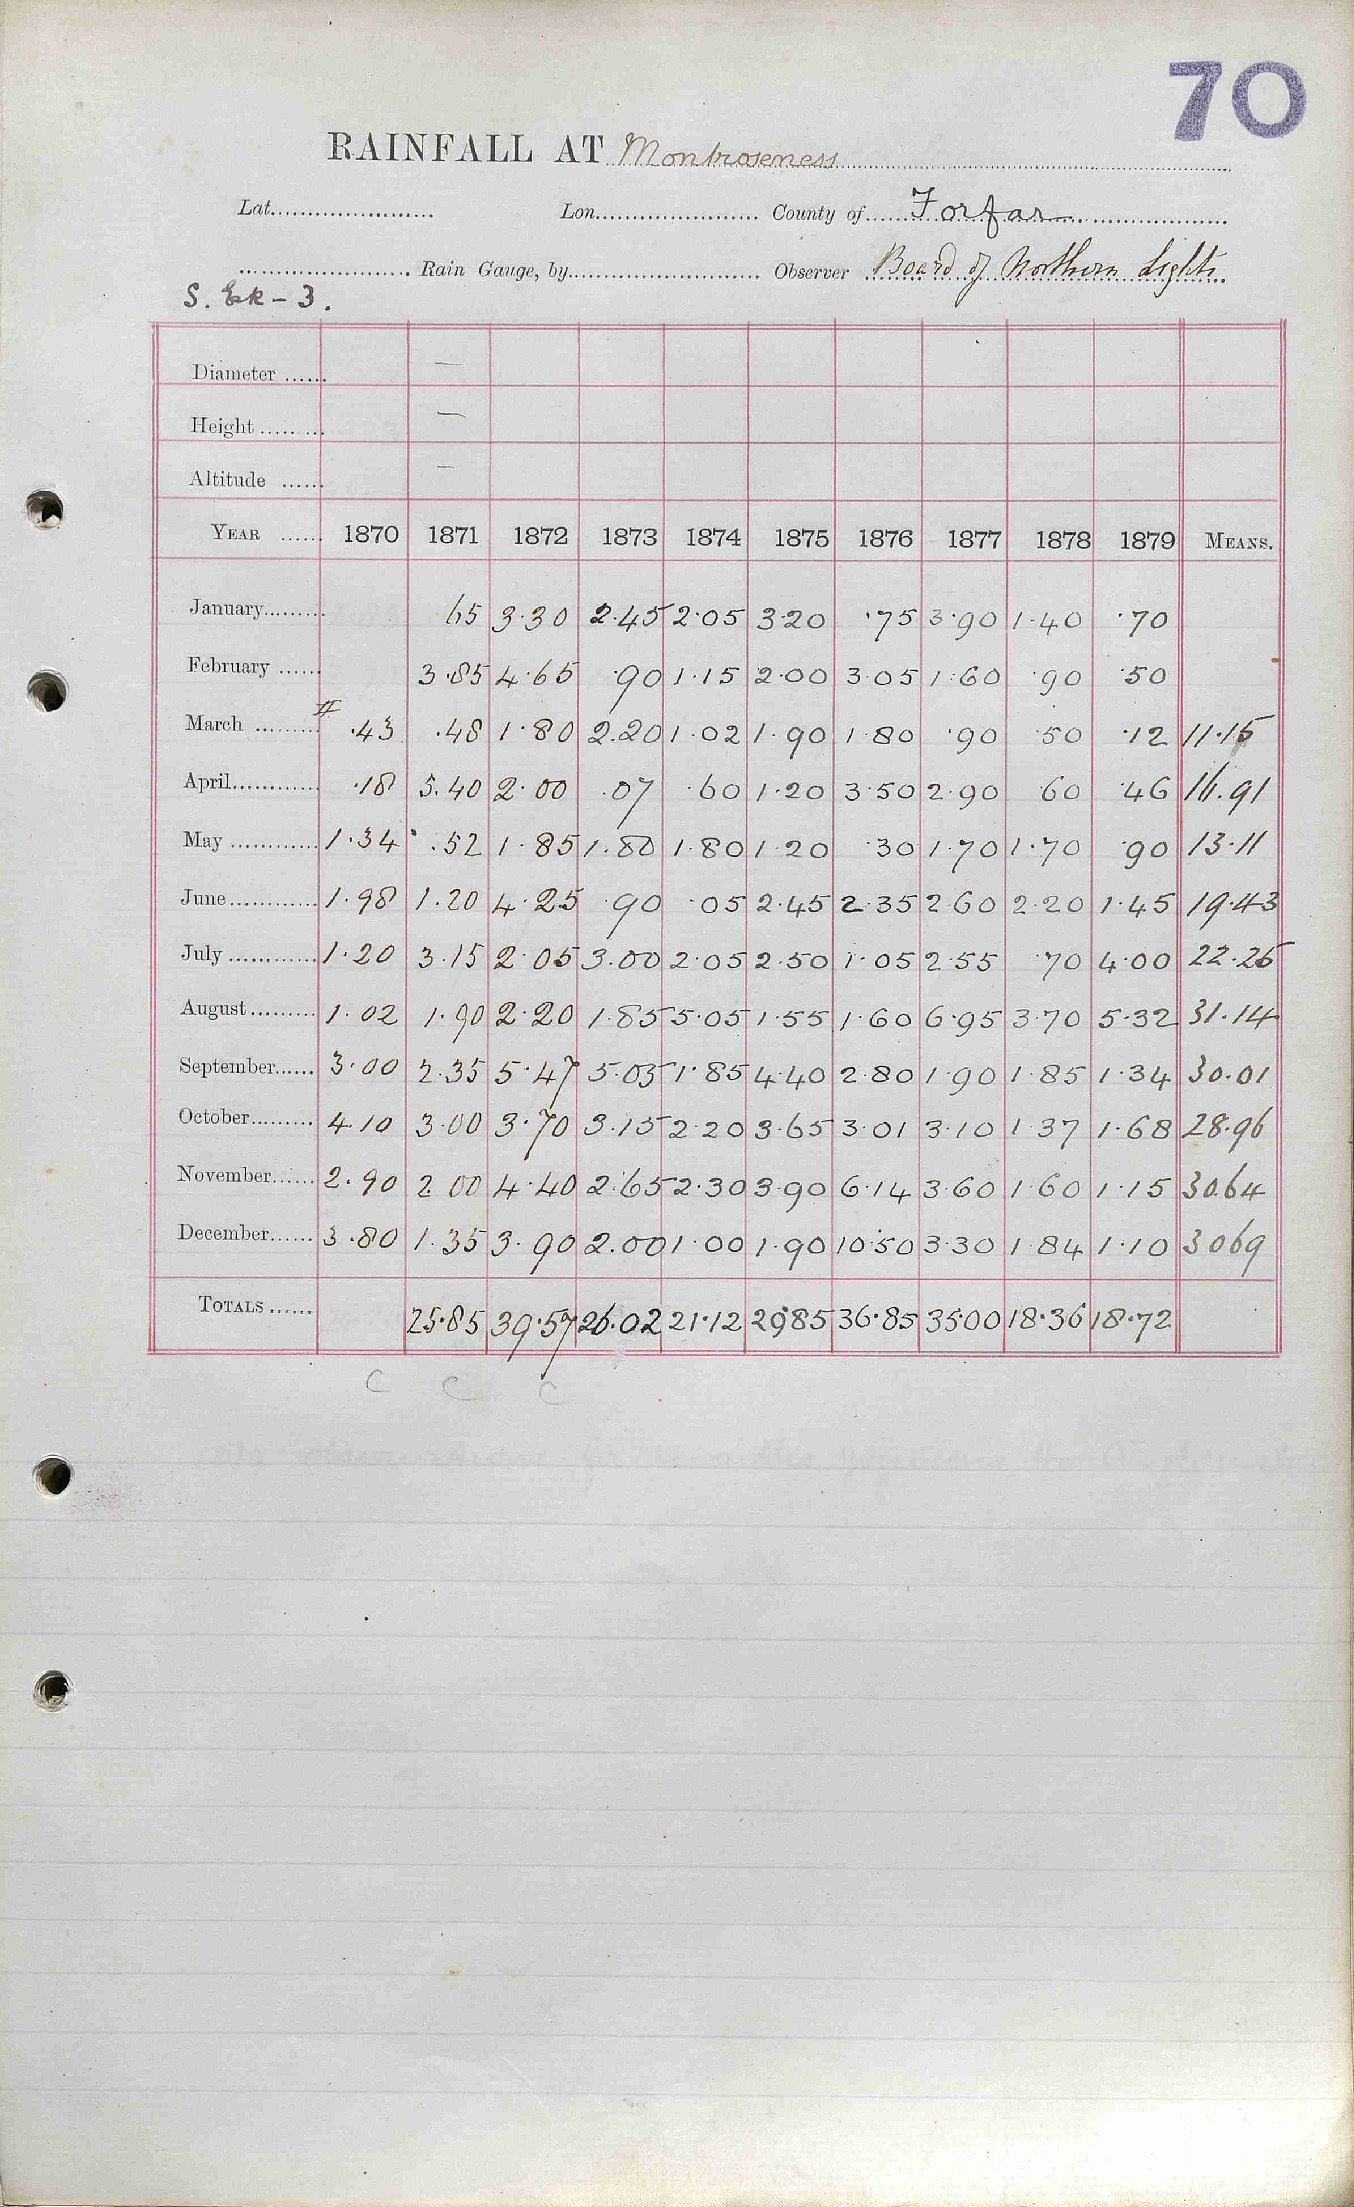 70
RAINFALL AT Montroseness
Lat. Lon. County of Forfar
Rain Gauge, by Observer Board of Northern Lights
S. Esk - 3.
Diameter —
Height —
Altitude —
YEAR 1870 1871 1872 1873 1874 1875 1876 1877 1878 1879 MEANS.
January 65 3·30 2.45 2·05 3·20 ·75 3·90 1·40 ·70
February 3·85 4·65 ·90 1·15 2·00 3·05 1·60 ·90 ·50
March # ·43 ·48 1·80 2.20 1·02 1·90 1·80 ·90 ·50 ·12 11·15
April ·18 5.40 2·00 ·07 ·60 1·20 3·50 2·90 60 ·46 16.91
May 1·34 .52 1·85 1.80 1·80 1·20 ·30 1·70 1·70 ·90 13·11
June 1·98 1.20 4·25 ·90 ·05 2·45 2·35 2·60 2·20 1·45 19·43
July 1·20 3·15 2·05 3.00 2·05 2·50 1·05 2·55 ·70 4·00 22·25
August 1·02 1·90 2·20 1·85 5·05 1·55 1·60 6·95 3·70 5·32 31·14
September 3·00 2·35 5·47 5·05 1·85 4·40 2·80 1·90 1·85 1·34 30·01
October 4·10 3·00 3·70 3·15 2·20 3·65 3·01 3·10 1·37 1·68 28·96
November 2·90 2 00 4·40 2·65 2·30 3·90 6·14 3·60 1·60 1·15 30.64
December 3·80 1·35 3·90 2.00 1·00 1·90 10·50 3·30 1·84 1·10 3069
TOTALS 25·85 39·57 26.02 21·12 2985 36·85 3500 18·36 18·72
C C C